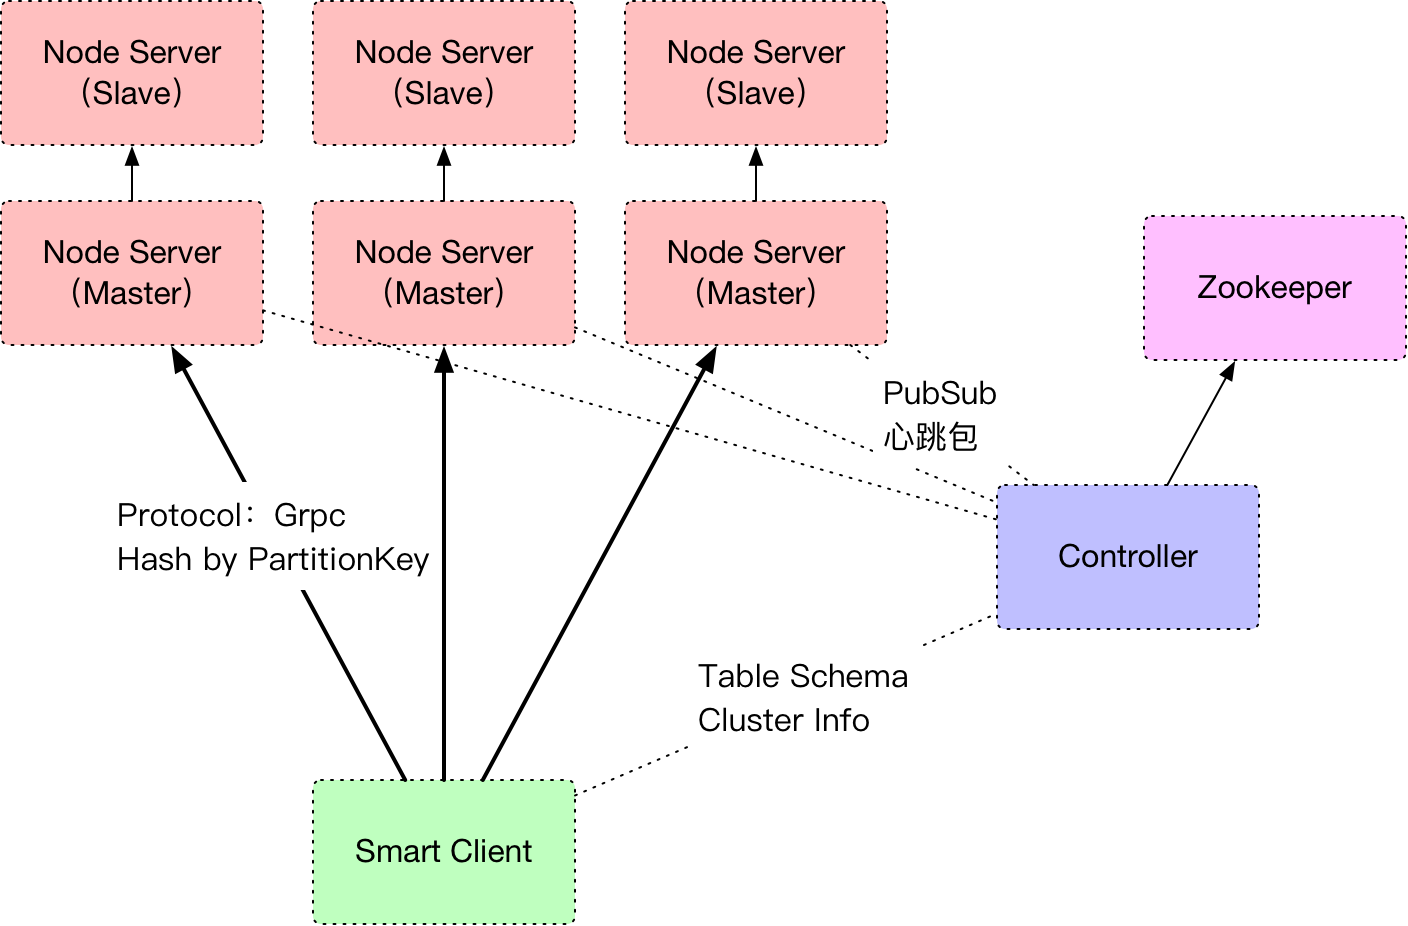 Node Server
（Slave）
Node Server
（Slave）
Node Server
（Slave）
Node Server
（Master）
Node Server
（Master）
Node Server
（Master）
Zookeeper
PubSub
心跳包
Protocol：Grpc
Hash by PartitionKey
Controller
Table Schema
Cluster Info
Smart Client